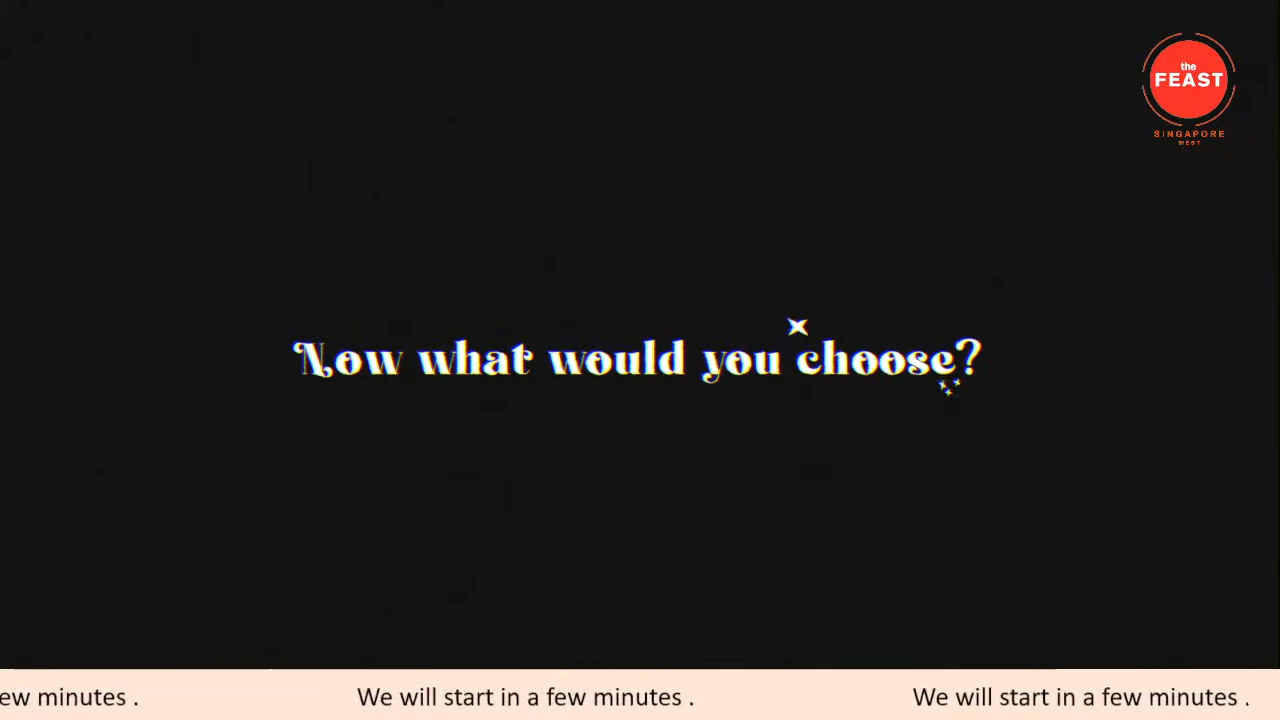 the
FEAST
SINGAPORE
WEST
Now what would you choose?
ew minutes . We will start in a few minutes . We will start in a few minutes .